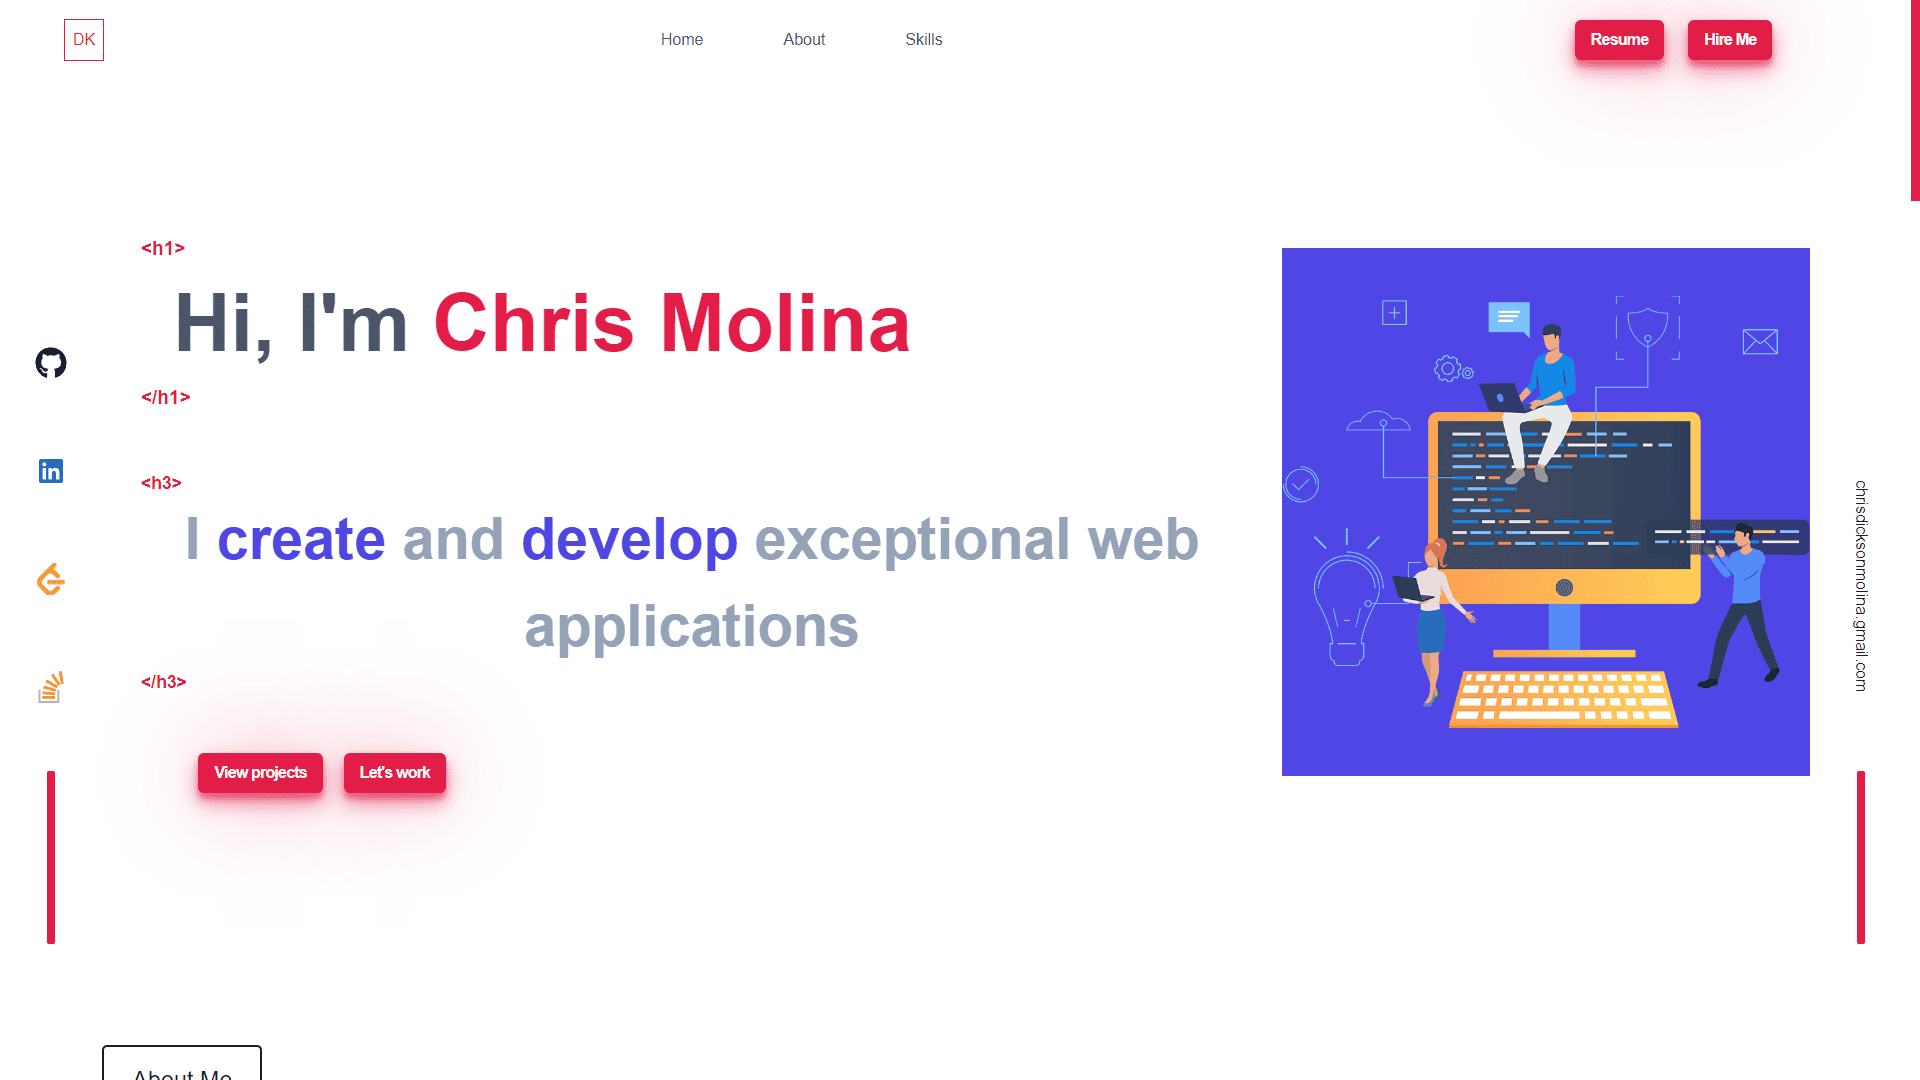 DK
Home
About
Skills
Resume
Hire Me
<h1>
Hi, I'm Chris Molina
</h1>
<h3>
I create and develop exceptional web
applications
</h3>
View projects
Let's work
in
chrisdicksonmolina.gmail.com
About Me